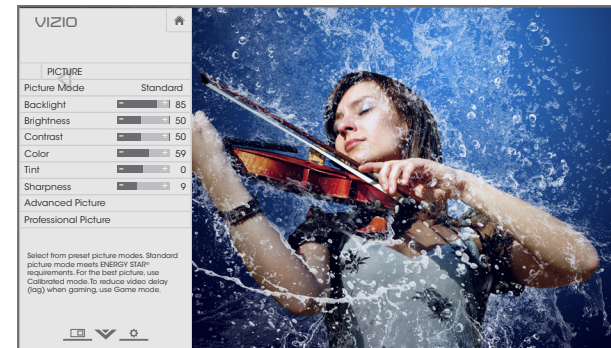 VIZIO
PICTURE
Picture Mode Standard
Backlight 85
Brightness 50
Contrast 50
Color 59
Tint 0
Sharpness 9
Advanced Picture
Professional Picture
Select from preset picture modes. Standard
picture mode meets ENERGY STAR®
requirements. For the best picture, use
Calibrated mode. To reduce video delay
(lag) when gaming, use Game mode.